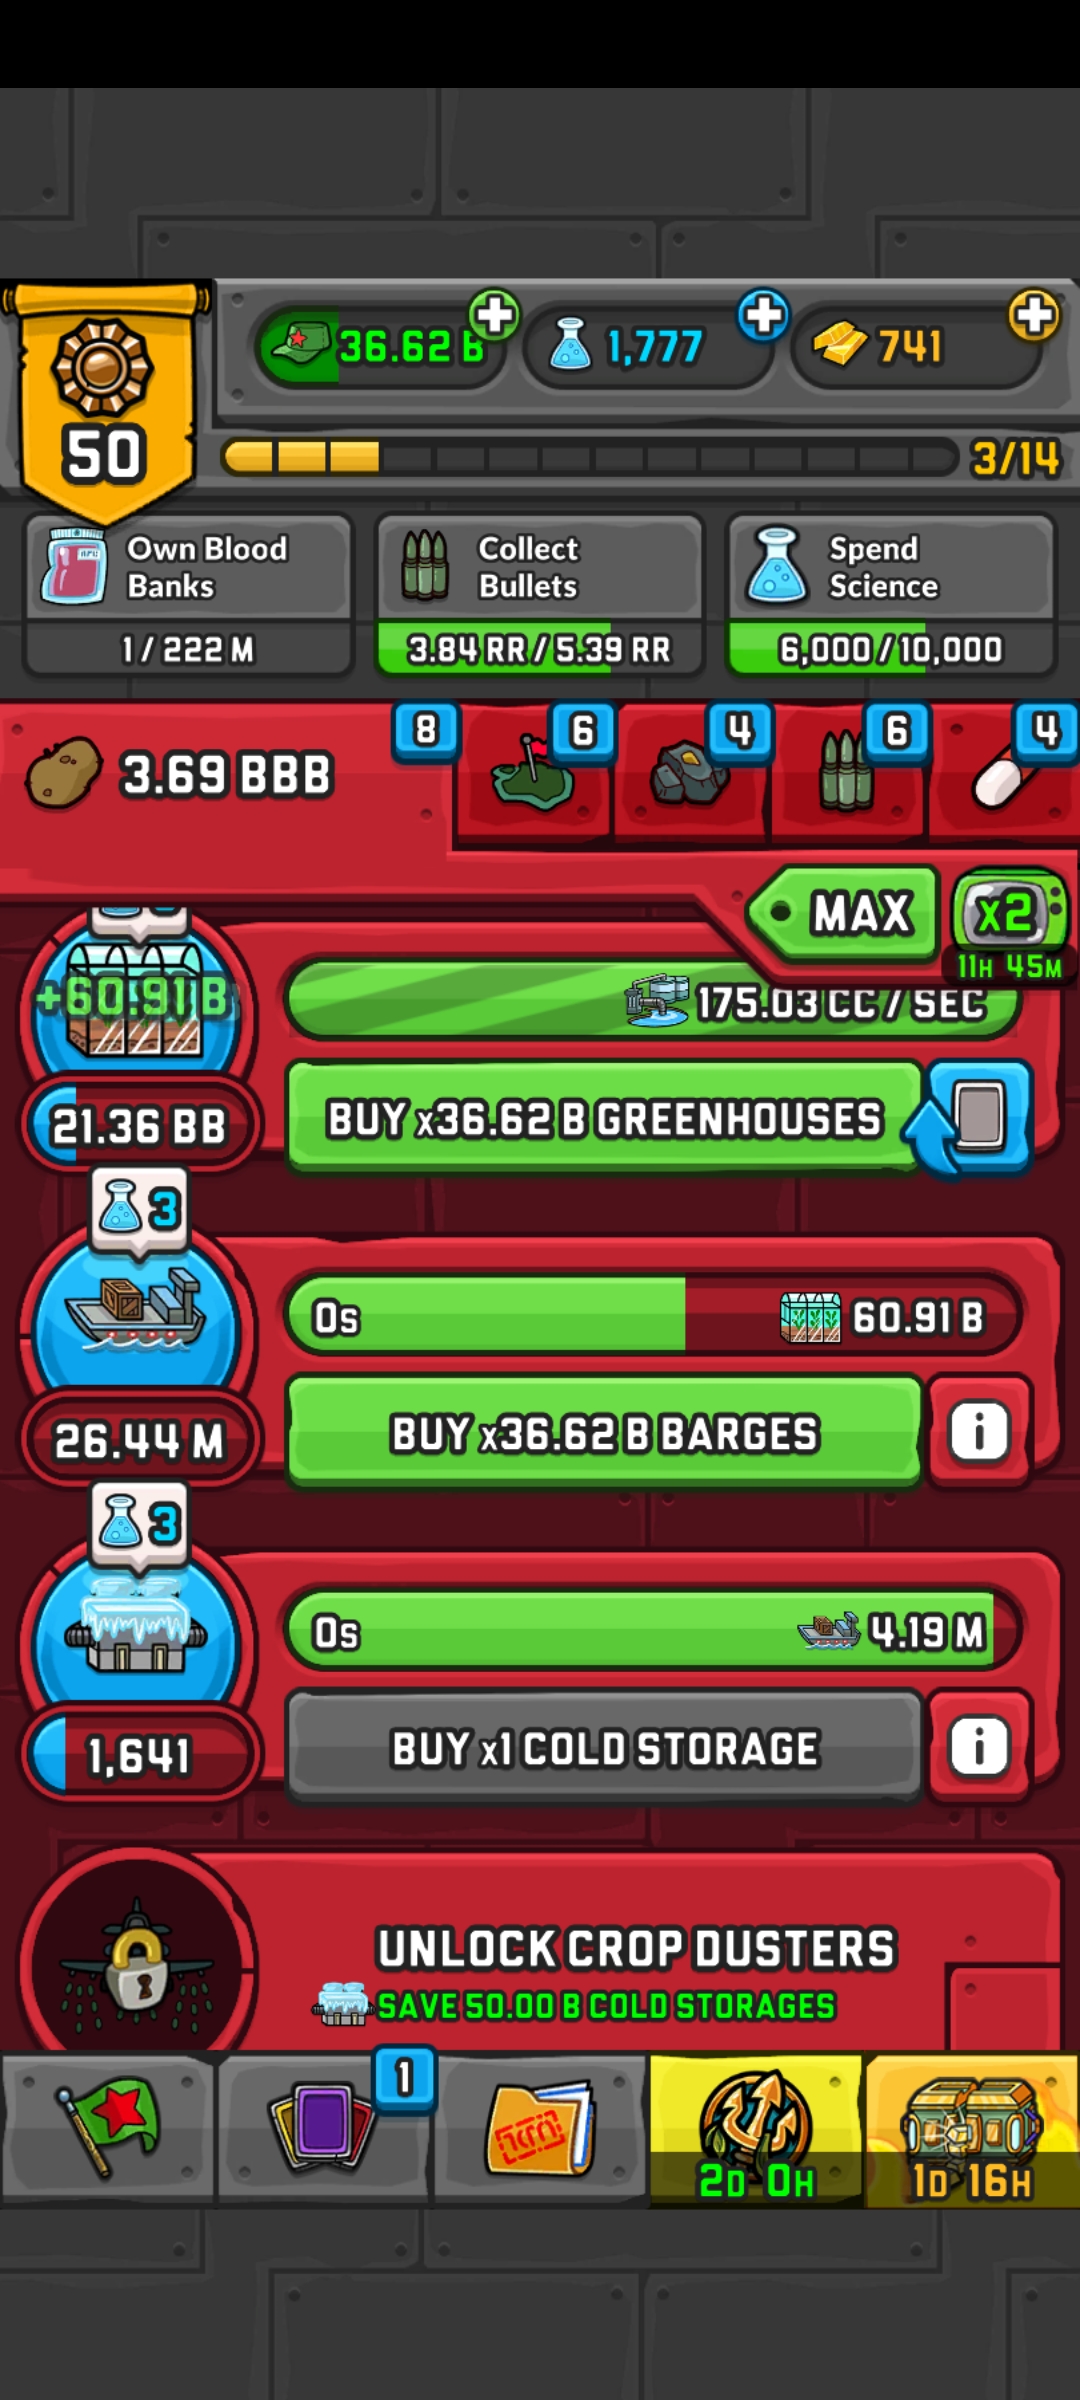 36.62 B
1,777
741
50
3/14
Own Blood
Banks
1 / 222 M
Collect
Bullets
3.84 RR / 5.39 RR
Spend
Science
6,000 / 10,000
3.69 BBB
8
6
4
6
4
MAX
x2
11H 45M
+60.91 B
175.03 CC / SEC
21.36 BB
BUY x36.62 B GREENHOUSES
3
0s
60.91 B
26.44 M
BUY x36.62 B BARGES
i
3
0s
4.19 M
1,641
BUY x1 COLD STORAGE
i
UNLOCK CROP DUSTERS
SAVE 50.00 B COLD STORAGES
1
2D 0H
1D 16H